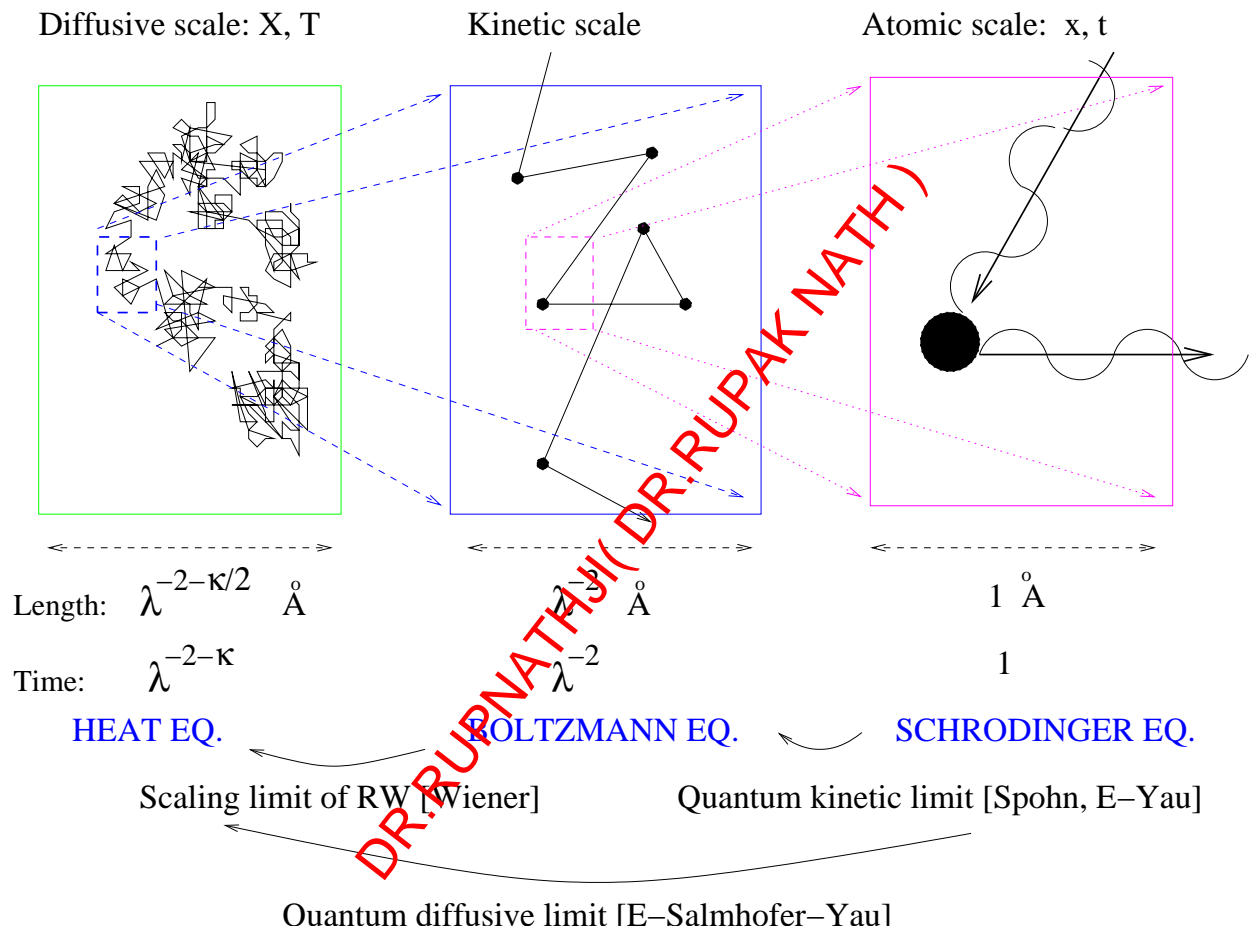 Diffusive scale: X, T Kinetic scale Atomic scale: x, t
Length: λ^{-2-κ/2} Å λ^{-2} Å 1 Å
Time: λ^{-2-κ} λ^{-2} 1
HEAT EQ. BOLTZMANN EQ. SCHRODINGER EQ.
Scaling limit of RW [Wiener] Quantum kinetic limit [Spohn, E−Yau]
Quantum diffusive limit [E−Salmhofer−Yau]
DR.RUPNATHJI( DR.RUPAK NATH )